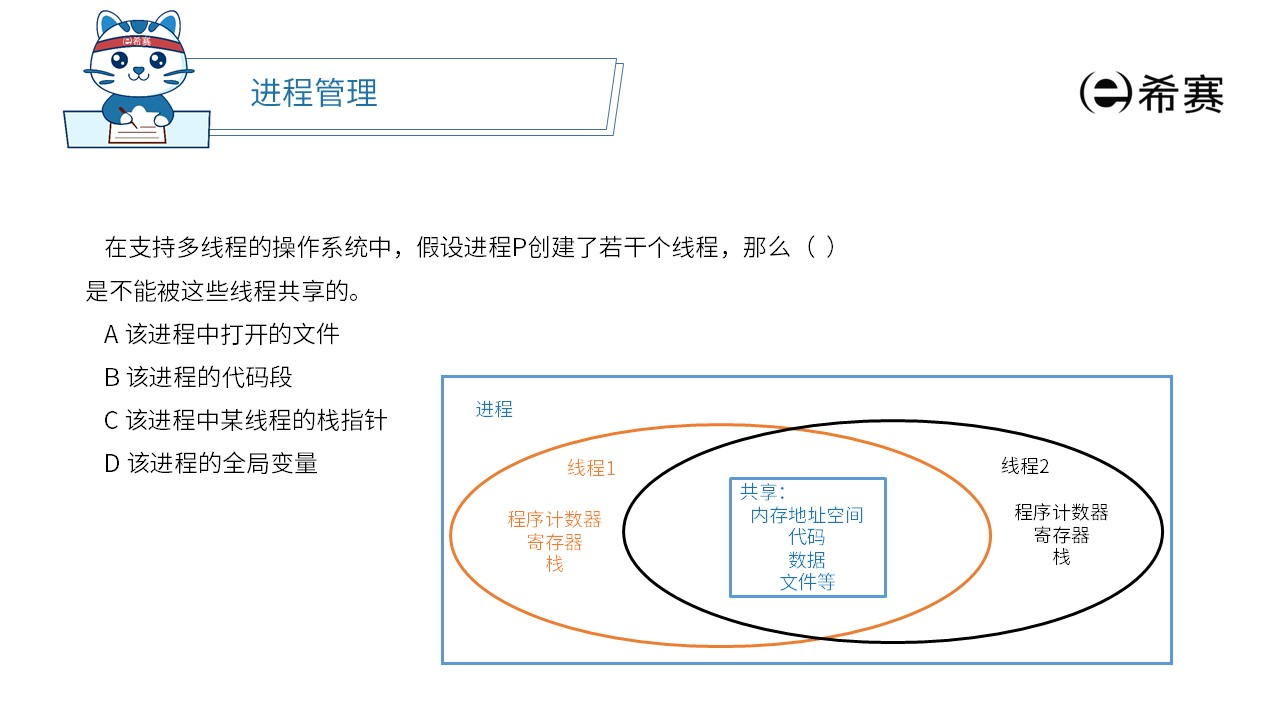 希赛
进程管理
希赛
在支持多线程的操作系统中，假设进程P创建了若干个线程，那么（ ）
是不能被这些线程共享的。
A 该进程中打开的文件
B 该进程的代码段
C 该进程中某线程的栈指针
D 该进程的全局变量
进程
线程1
程序计数器
寄存器
栈
共享：
内存地址空间
代码
数据
文件等
线程2
程序计数器
寄存器
栈